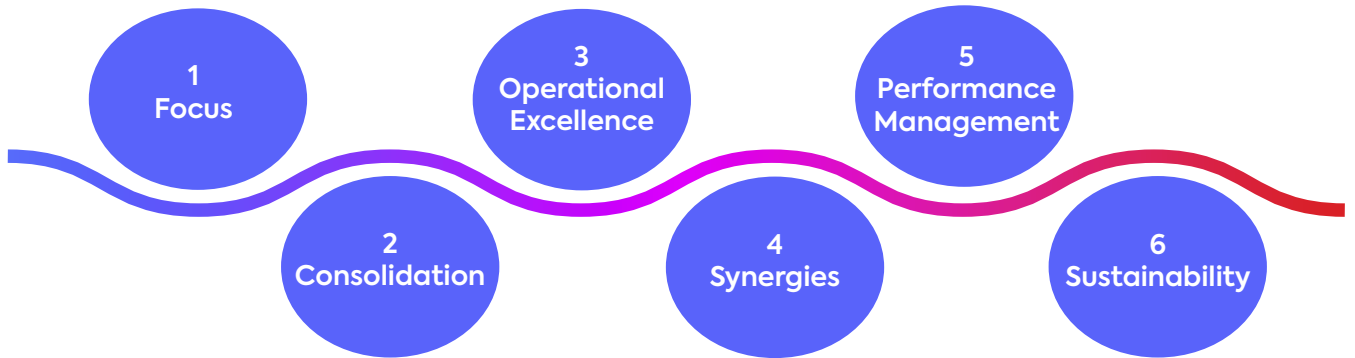 1
Focus
2
Consolidation
3
Operational
Excellence
4
Synergies
5
Performance
Management
6
Sustainability